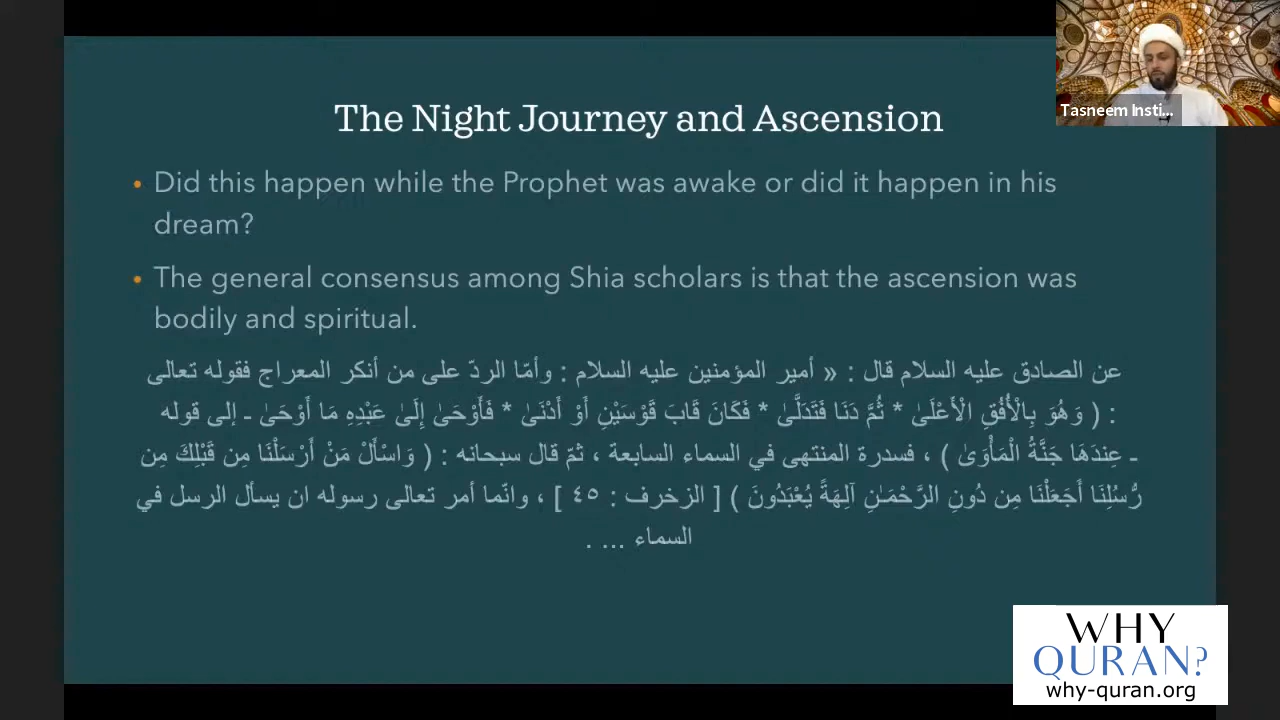 Tasneem Insti...
The Night Journey and Ascension
• Did this happen while the Prophet was awake or did it happen in his
dream?
• The general consensus among Shia scholars is that the ascension was
bodily and spiritual.
عن الصادق عليه السلام قال : « أمير المؤمنين عليه السلام : وأمّا الردّ على من أنكر المعراج فقوله تعالى
: ( وَهُوَ بِالْأُفُقِ الْأَعْلَىٰ * ثُمَّ دَنَا فَتَدَلَّىٰ * فَكَانَ قَابَ قَوْسَيْنِ أَوْ أَدْنَىٰ * فَأَوْحَىٰ إِلَىٰ عَبْدِهِ مَا أَوْحَىٰ ـ إلى قوله
ـ عِندَهَا جَنَّةُ الْمَأْوَىٰ ) ، فسدرة المنتهى في السماء السابعة ، ثمّ قال سبحانه : ( وَاسْأَلْ مَنْ أَرْسَلْنَا مِن قَبْلِكَ مِن
رُّسُلِنَا أَجَعَلْنَا مِن دُونِ الرَّحْمَـٰنِ آلِهَةً يُعْبَدُونَ ) [ الزخرف : ٤٥ ] ، وانّما أمر تعالى رسوله ان يسأل الرسل في
السماء ... .
WHY
QURAN?
why-quran.org